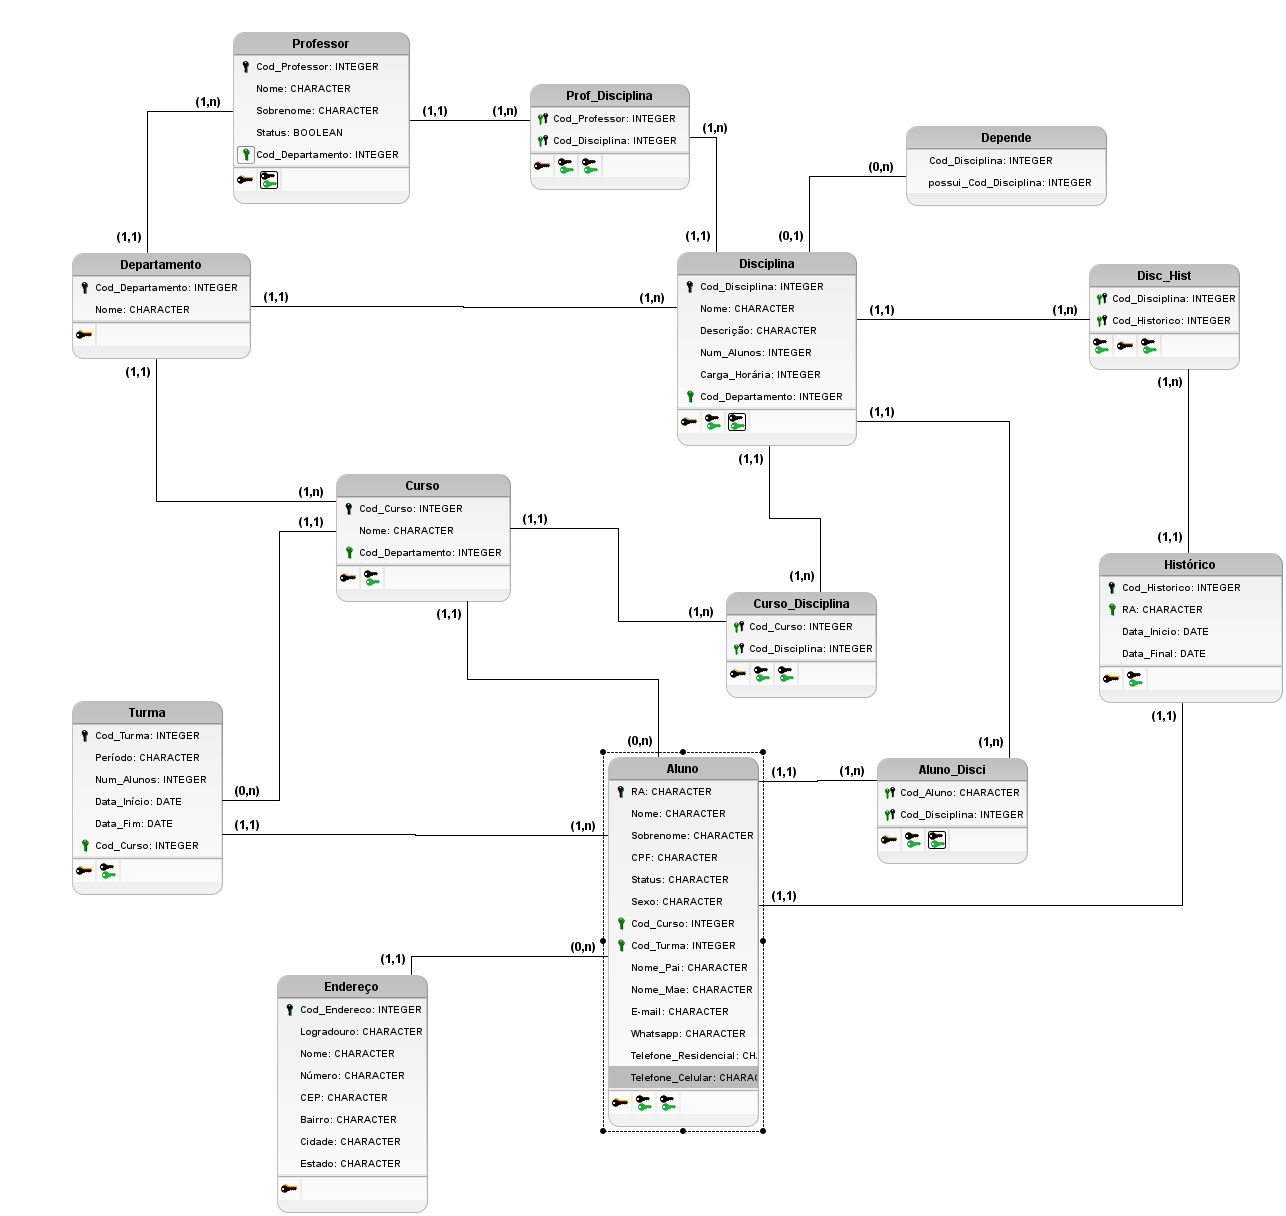 Professor
Cod_Professor: INTEGER
Nome: CHARACTER
Sobrenome: CHARACTER
Status: BOOLEAN
Cod_Departamento: INTEGER
(1,n)
(1,1)
(1,n)
Prof_Disciplina
Cod_Professor: INTEGER
Cod_Disciplina: INTEGER
(1,n)
Depende
Cod_Disciplina: INTEGER
possui_Cod_Disciplina: INTEGER
(0,n)
(1,1)
(1,1)
(0,1)
Departamento
Cod_Departamento: INTEGER
Nome: CHARACTER
(1,1)
(1,n)
(1,1)
Disciplina
Cod_Disciplina: INTEGER
Nome: CHARACTER
Descrição: CHARACTER
Num_Alunos: INTEGER
Carga_Horária: INTEGER
Cod_Departamento: INTEGER
(1,1)
(1,n)
(1,1)
(1,1)
Disc_Hist
Cod_Disciplina: INTEGER
Cod_Historico: INTEGER
(1,n)
(1,1)
Curso
Cod_Curso: INTEGER
Nome: CHARACTER
Cod_Departamento: INTEGER
(1,n)
(1,1)
(1,1)
(1,1)
(1,n)
(1,n)
Curso_Disciplina
Cod_Curso: INTEGER
Cod_Disciplina: INTEGER
Histórico
Cod_Historico: INTEGER
RA: CHARACTER
Data_Inicio: DATE
Data_Final: DATE
(1,1)
Turma
Cod_Turma: INTEGER
Período: CHARACTER
Num_Alunos: INTEGER
Data_Início: DATE
Data_Fim: DATE
Cod_Curso: INTEGER
(0,n)
(1,1)
(0,n)
(1,n)
Aluno
RA: CHARACTER
Nome: CHARACTER
Sobrenome: CHARACTER
CPF: CHARACTER
Status: CHARACTER
Sexo: CHARACTER
Cod_Curso: INTEGER
Cod_Turma: INTEGER
Nome_Pai: CHARACTER
Nome_Mae: CHARACTER
E-mail: CHARACTER
Whatsapp: CHARACTER
Telefone_Residencial: CH
Telefone_Celular: CHARAC
(1,1)
(1,n)
(1,n)
Aluno_Disci
Cod_Aluno: CHARACTER
Cod_Disciplina: INTEGER
(1,1)
(0,n)
(1,1)
Endereço
Cod_Endereco: INTEGER
Logradouro: CHARACTER
Nome: CHARACTER
Número: CHARACTER
CEP: CHARACTER
Bairro: CHARACTER
Cidade: CHARACTER
Estado: CHARACTER